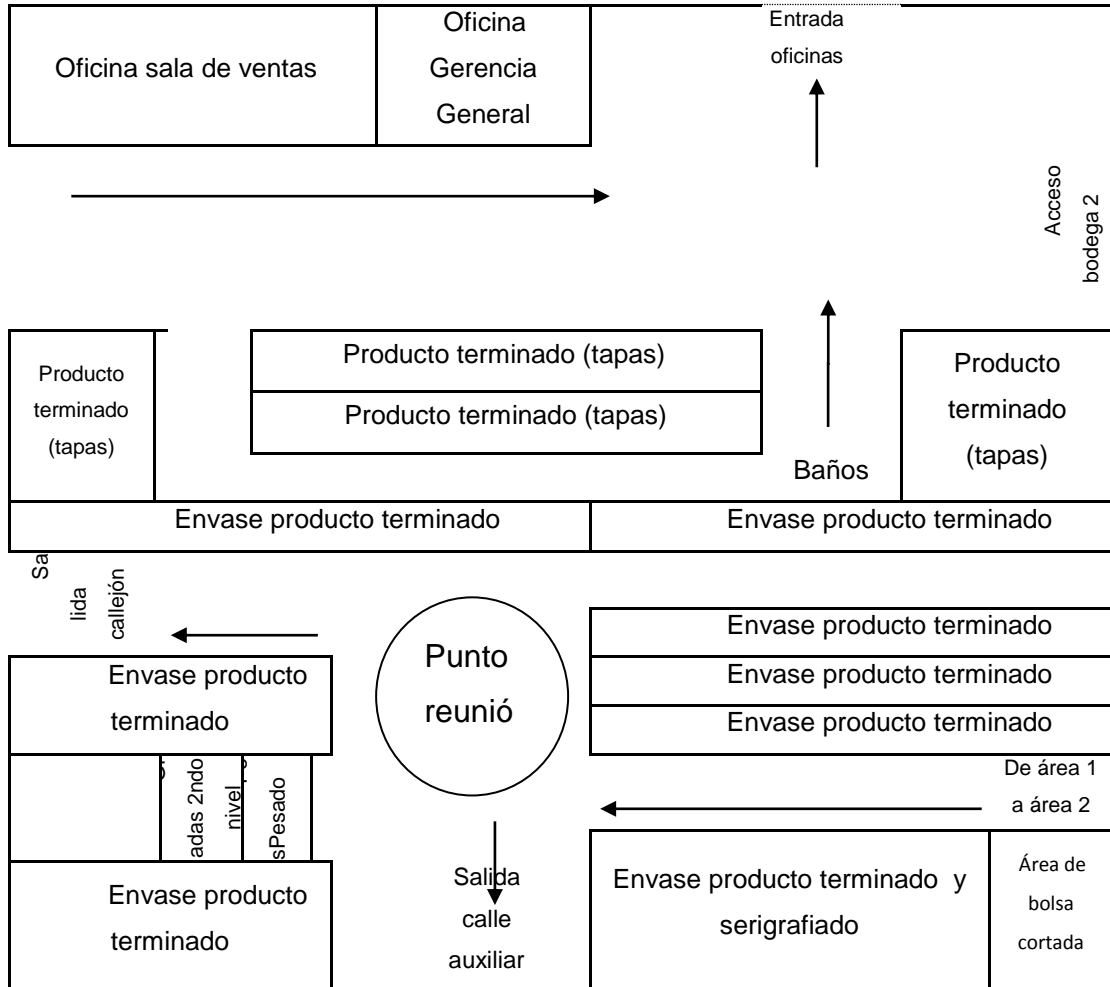 Oficina sala de ventas
Oficina
Gerencia
General
Entrada
oficinas
Acceso
bodega 2
Producto
terminado
(tapas)
Producto terminado (tapas)
Producto terminado (tapas)
Baños
Producto
terminado
(tapas)
Envase producto terminado
Envase producto terminado
Sa
lida
callejón
Punto
reunió
Envase producto terminado
Envase producto terminado
Envase producto terminado
Envase producto
terminado
adas 2ndo
nivel
sPesado
De área 1
a área 2
Envase producto
terminado
Salida
calle
auxiliar
Envase producto terminado y
serigrafiado
Área de
bolsa
cortada